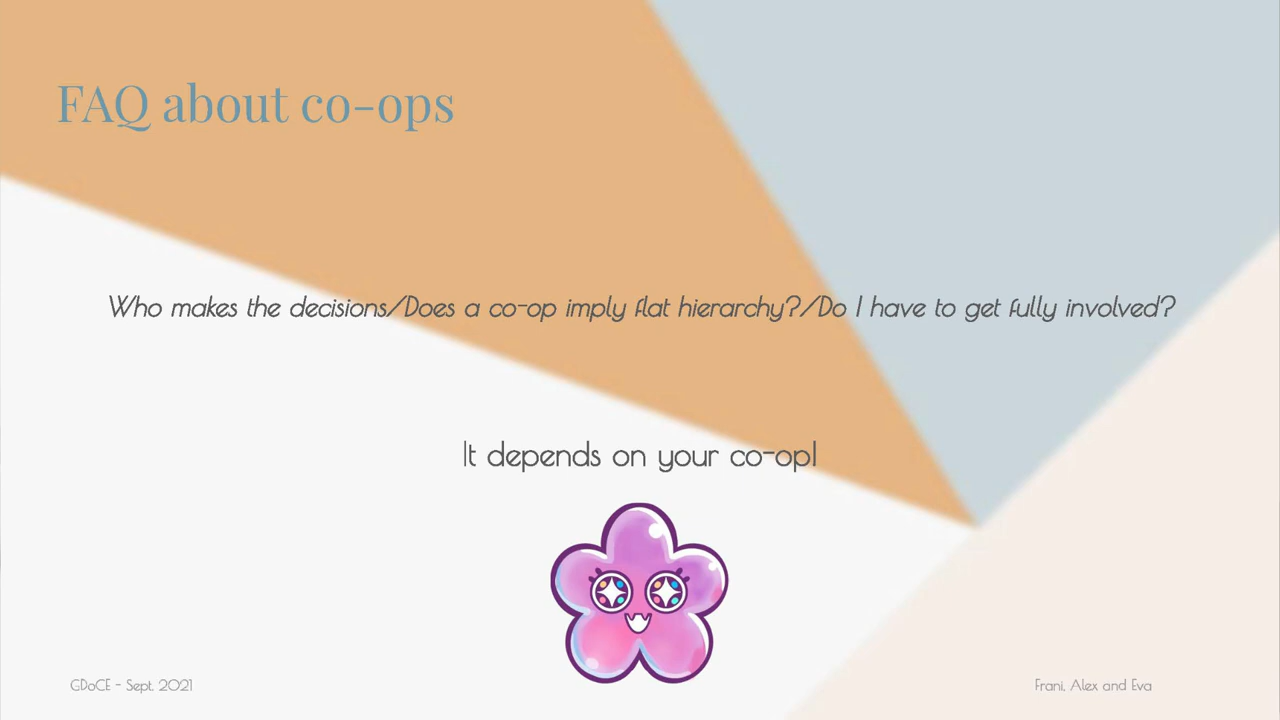 FAQ about co-ops
Who makes the decisions/Does a co-op imply flat hierarchy?/Do I have to get fully involved?
It depends on your co-op!
GDoCE - Sept. 2021
Frani, Alex and Eva